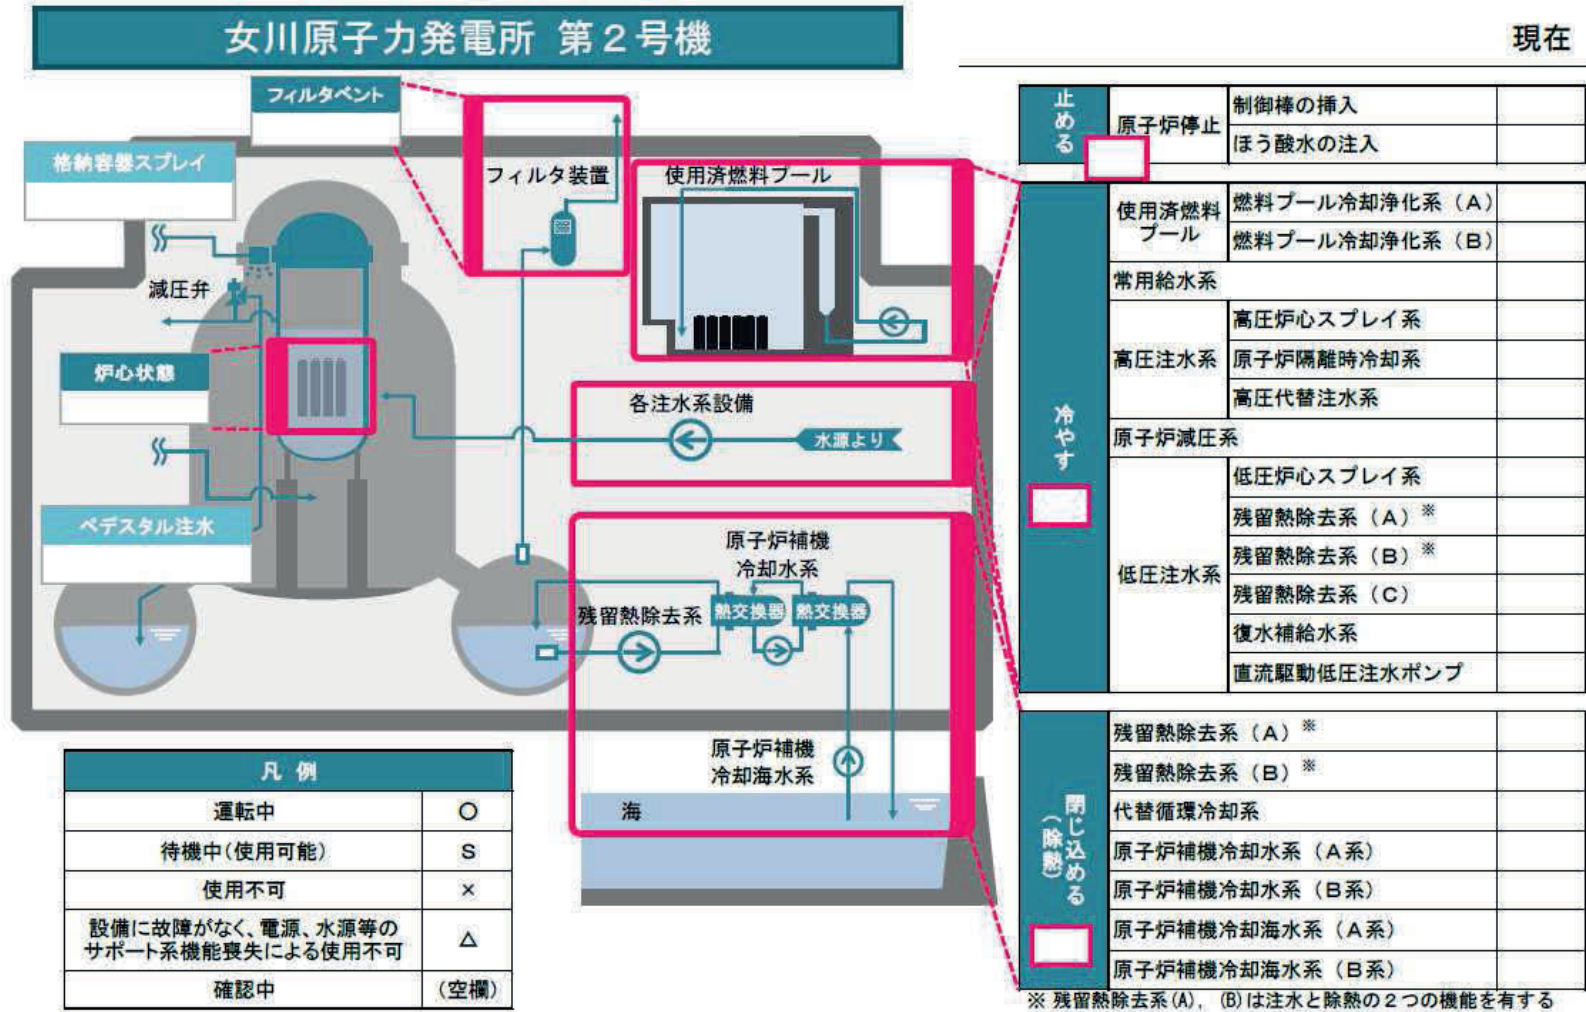 女川原子力発電所 第２号機
現在
フィルタベント
格納容器スプレイ
フィルタ装置
使用済燃料プール
減圧弁
炉心状態
各注水系設備
水源より
ペデスタル注水
原子炉補機
冷却水系
残留熱除去系
熱交換器
熱交換器
原子炉補機
冷却海水系
海
凡 例
運転中 ○
待機中(使用可能) S
使用不可 ×
設備に故障がなく、電源、水源等の
サポート系機能喪失による使用不可 △
確認中 (空欄)
止める
原子炉停止
制御棒の挿入
ほう酸水の注入
冷やす
使用済燃料
プール
燃料プール冷却浄化系（A）
燃料プール冷却浄化系（B）
常用給水系
高圧注水系
高圧炉心スプレイ系
原子炉隔離時冷却系
高圧代替注水系
原子炉減圧系
低圧注水系
低圧炉心スプレイ系
残留熱除去系（A）※
残留熱除去系（B）※
残留熱除去系（C）
復水補給水系
直流駆動低圧注水ポンプ
閉じ込める
（除熱）
残留熱除去系（A）※
残留熱除去系（B）※
代替循環冷却系
原子炉補機冷却水系（A系）
原子炉補機冷却水系（B系）
原子炉補機冷却海水系（A系）
原子炉補機冷却海水系（B系）
※ 残留熱除去系(A)，(B)は注水と除熱の２つの機能を有する